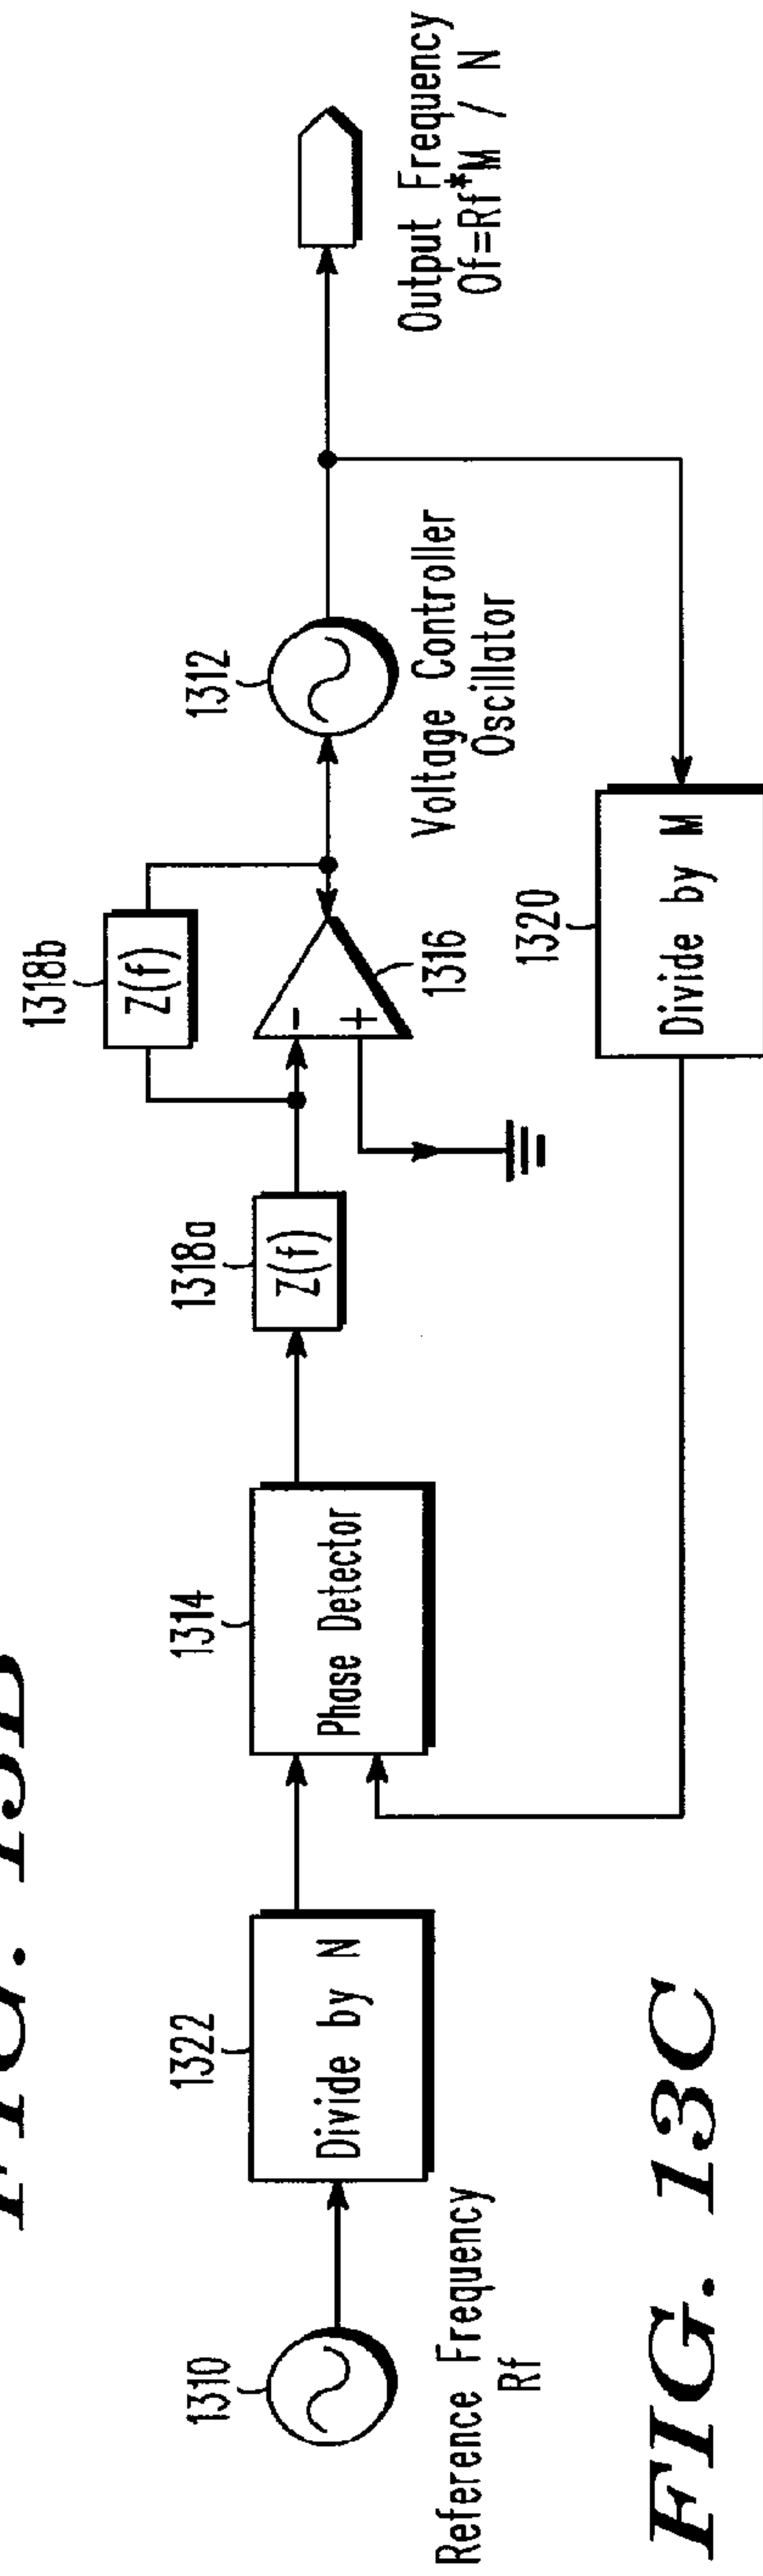 1318b
Z(f)
1310
1322
1314
1318a
1312
Divide by N
Phase Detector
Z(f)
-
+
1316
Reference Frequency
Rf
Voltage Controller
Oscillator
Output Frequency
Of=Rf*M / N
1320
Divide by M
FIG. 13C